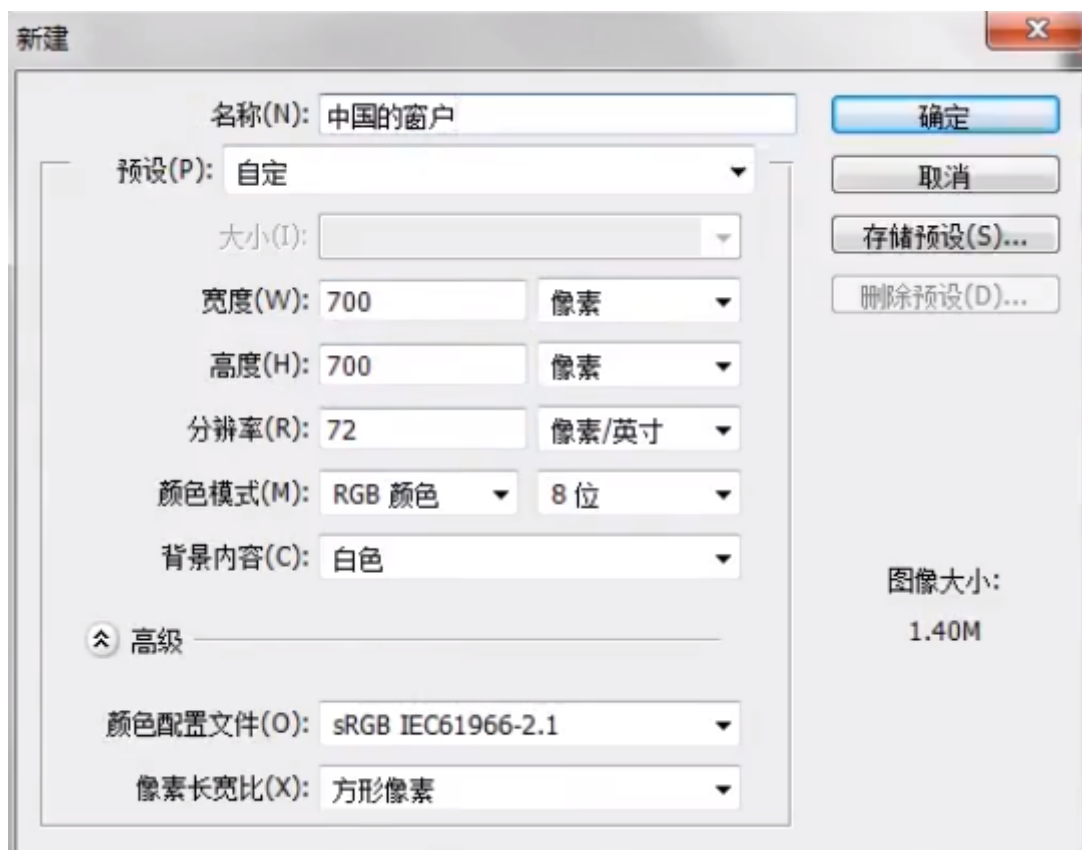 新建
名称(N): 中国的窗户
确定
预设(P): 自定
取消
大小(I):
存储预设(S)...
宽度(W): 700 像素
删除预设(D)...
高度(H): 700 像素
分辨率(R): 72 像素/英寸
颜色模式(M): RGB 颜色 8 位
背景内容(C): 白色
图像大小:
1.40M
高级
颜色配置文件(O): sRGB IEC61966-2.1
像素长宽比(X): 方形像素